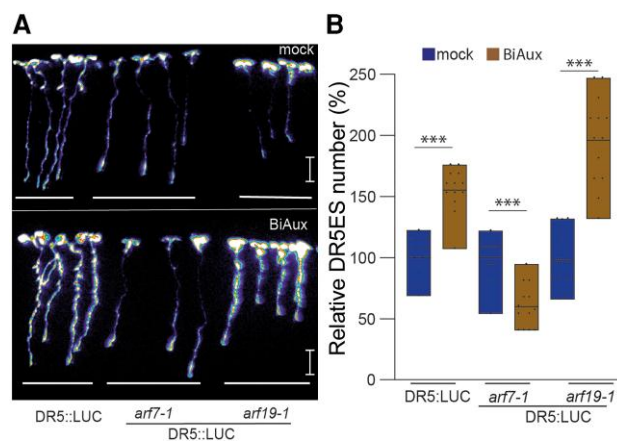 A
mock
BiAux
DR5::LUC
arf7-1
arf19-1
DR5::LUC
B
mock
BiAux
Relative DR5ES number (%)
250
200
150
100
50
0
***
***
***
DR5:LUC
arf7-1
arf19-1
DR5:LUC